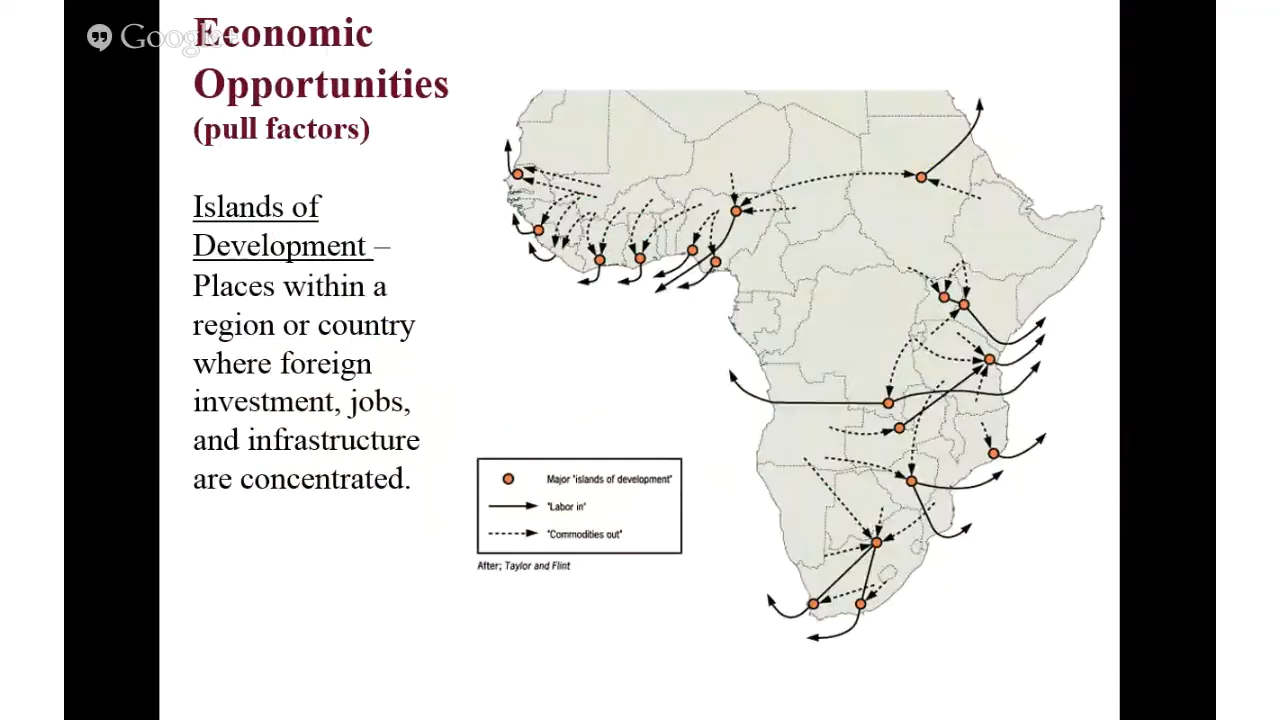 Google+
Economic
Opportunities
(pull factors)
Islands of
Development –
Places within a
region or country
where foreign
investment, jobs,
and infrastructure
are concentrated.
Major "islands of development"
"Labor in"
"Commodities out"
After; Taylor and Flint